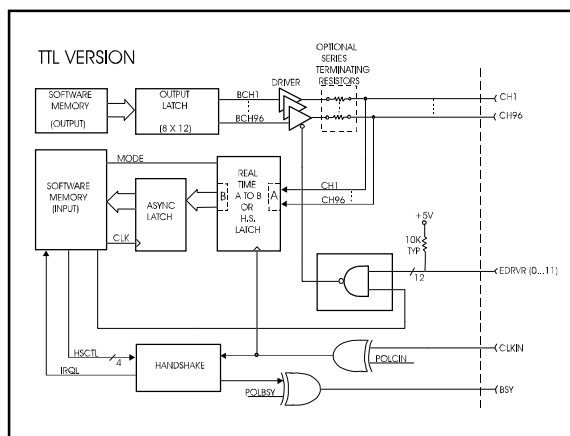 TTL VERSION
OPTIONAL
SERIES
TERMINATING
RESISTORS
DRIVER
SOFTWARE
MEMORY
(OUTPUT)
OUTPUT
LATCH
(8 X 12)
BCH1
BCH96
CH1
CH96
SOFTWARE
MEMORY
(INPUT)
MODE
ASYNC
LATCH
CLK
B
REAL
TIME
A TO B
OR
H.S.
LATCH
A
CH1
CH96
+5V
10K
TYP
12
EDRVR (0...11)
HSCTL
4
IRQL
HANDSHAKE
POLCIN
CLKIN
POLBSY
BSY